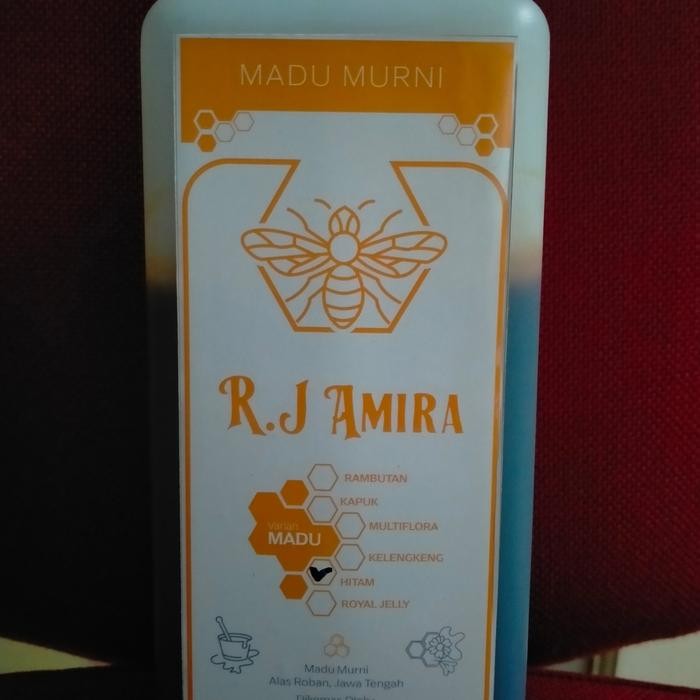 MADU MURNI
R.J AMIRA
RAMBUTAN
KAPUK
MULTIFLORA
Varian
MADU
KELENGKENG
HITAM
ROYAL JELLY
Madu Murni
Alas Roban, Jawa Tengah